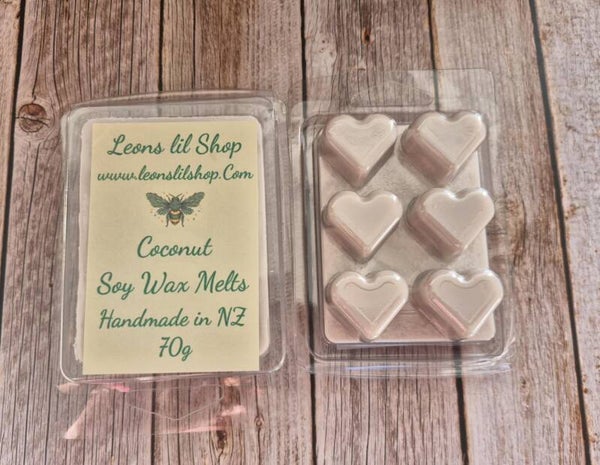 Leons lil Shop
www.leonslilshop.Com
Coconut
Soy Wax Melts
Handmade in NZ
70g